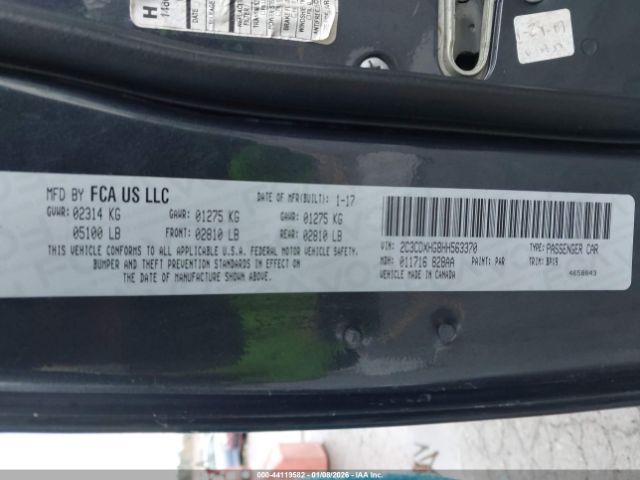 MFD BY FCA US LLC
DATE OF MFR(BUILT): 1-17
GVWR: 02314 KG
GAWR: 01275 KG
GAWR: 01275 KG
05100 LB
FRONT: 02810 LB
REAR: 02810 LB
THIS VEHICLE CONFORMS TO ALL APPLICABLE U.S.A. FEDERAL MOTOR VEHICLE SAFETY,
BUMPER AND THEFT PREVENTION STANDARDS IN EFFECT ON
THE DATE OF MANUFACTURE SHOWN ABOVE.
VIN: 2C3CDXHG8HH563370
TYPE: PASSENGER CAR
MDH: 011716 828AA
PAINT: PAR
TRIM: BPX9
VEHICLE MADE IN CANADA
4658843
000-44119582 - 01/08/2026 - IAA Holdings, LLC